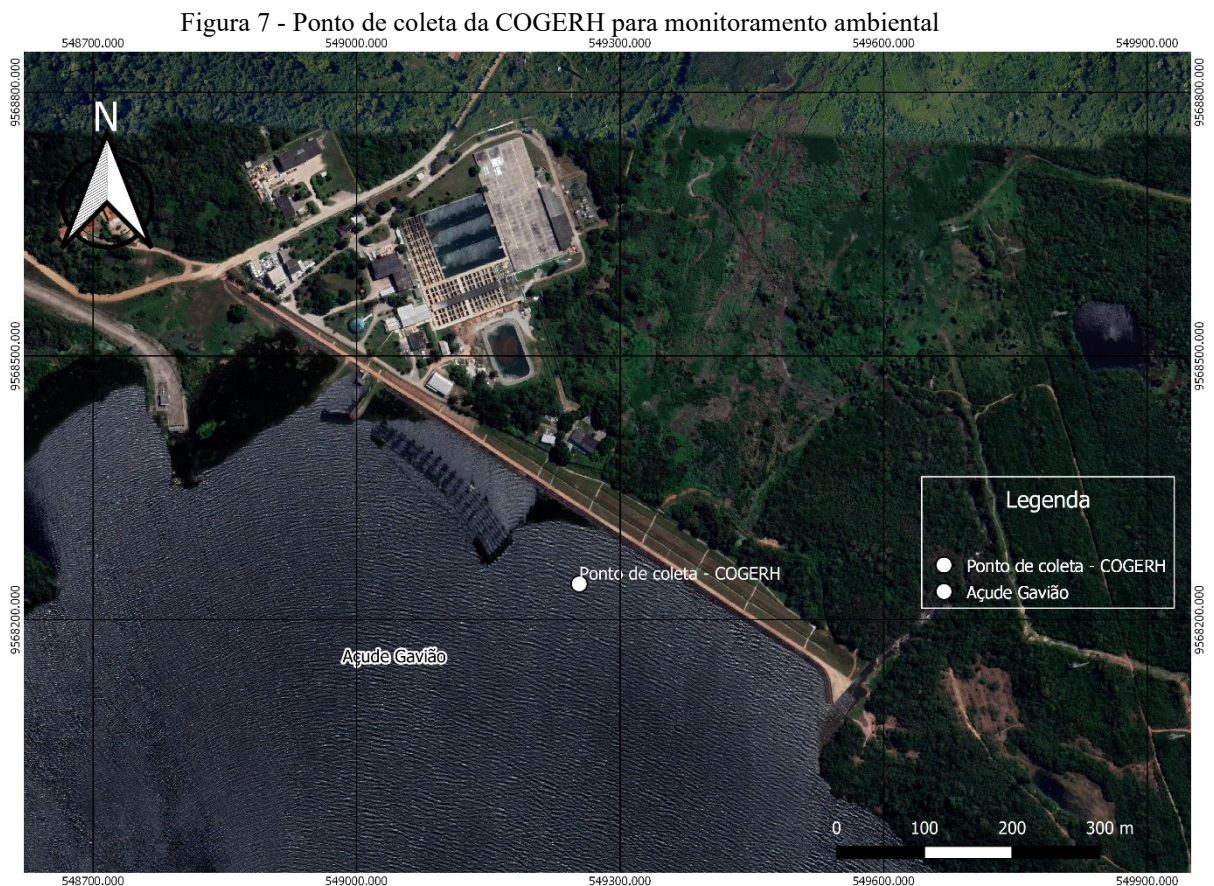 Figura 7 - Ponto de coleta da COGERH para monitoramento ambiental
548700.000 549000.000 549300.000 549600.000 549900.000
9568800.000 9568800.000
N
9568500.000 9568500.000
Legenda
Ponto de coleta - COGERH
Ponto de coleta - COGERH
Açude Gavião
9568200.000 9568200.000
Açude Gavião
0 100 200 300 m
548700.000 549000.000 549300.000 549600.000 549900.000